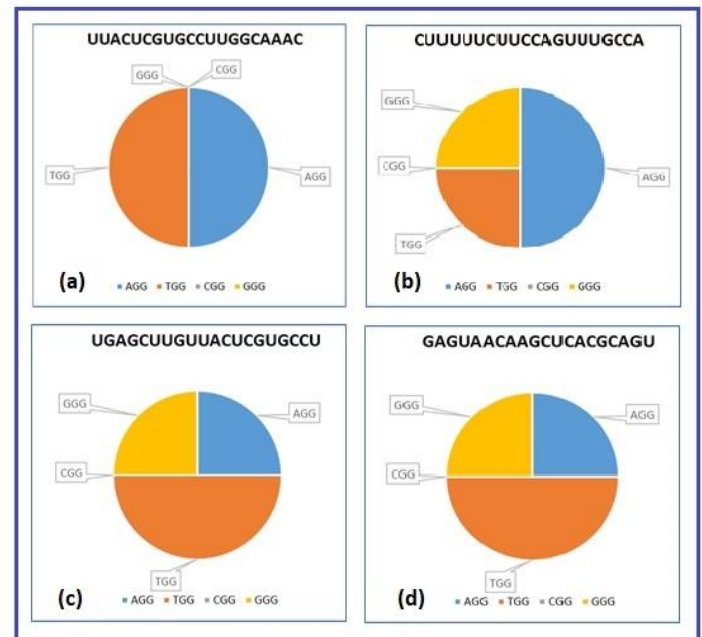 UUACUCGUGCCUUGGCAAAC
GGG
CGG
TGG
AGG
(a)
AGG TGG CGG GGG
CUUUUUCUUCCAGUUUGCCA
GGG
CGG
AGG
TGG
(b)
AGG TGG CGG GGG
UGAGCUUGUUACUCGUGCCU
GGG
AGG
CGG
TGG
(c)
AGG TGG CGG GGG
GAGUAACAAGCUCACGCAGU
GGG
AGG
CGG
TGG
AGG TGG CGG GGG
(d)